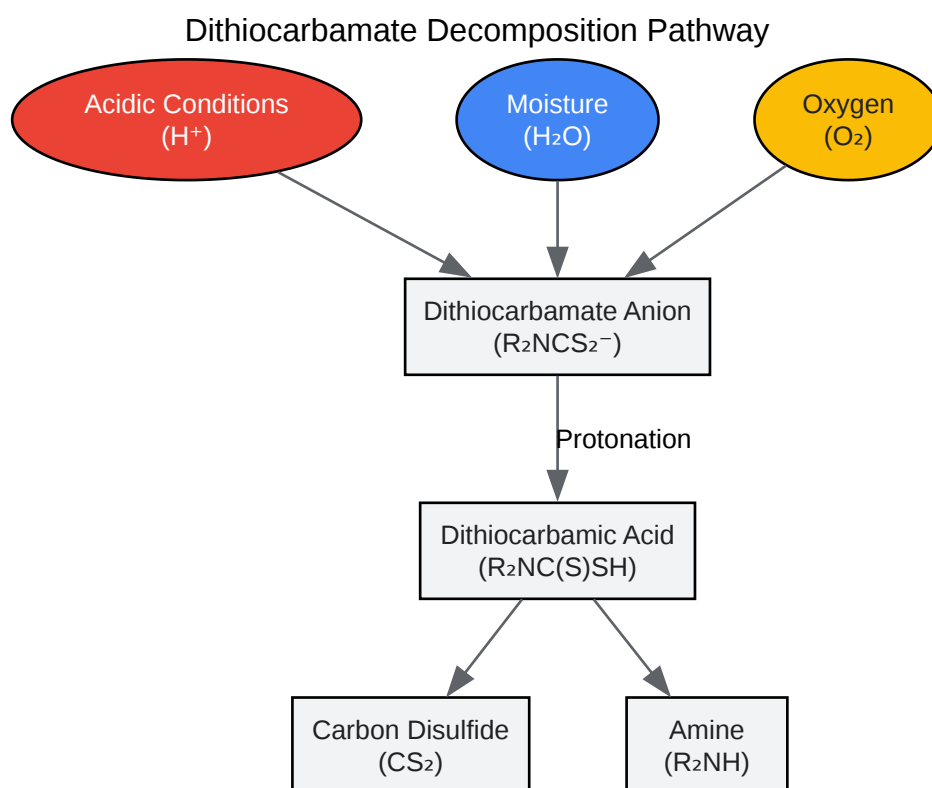 Dithiocarbamate Decomposition Pathway
Acidic Conditions
(H⁺)
Moisture
(H₂O)
Oxygen
(O₂)
Dithiocarbamate Anion
(R₂NCS₂⁻)
Protonation
Dithiocarbamic Acid
(R₂NC(S)SH)
Carbon Disulfide
(CS₂)
Amine
(R₂NH)